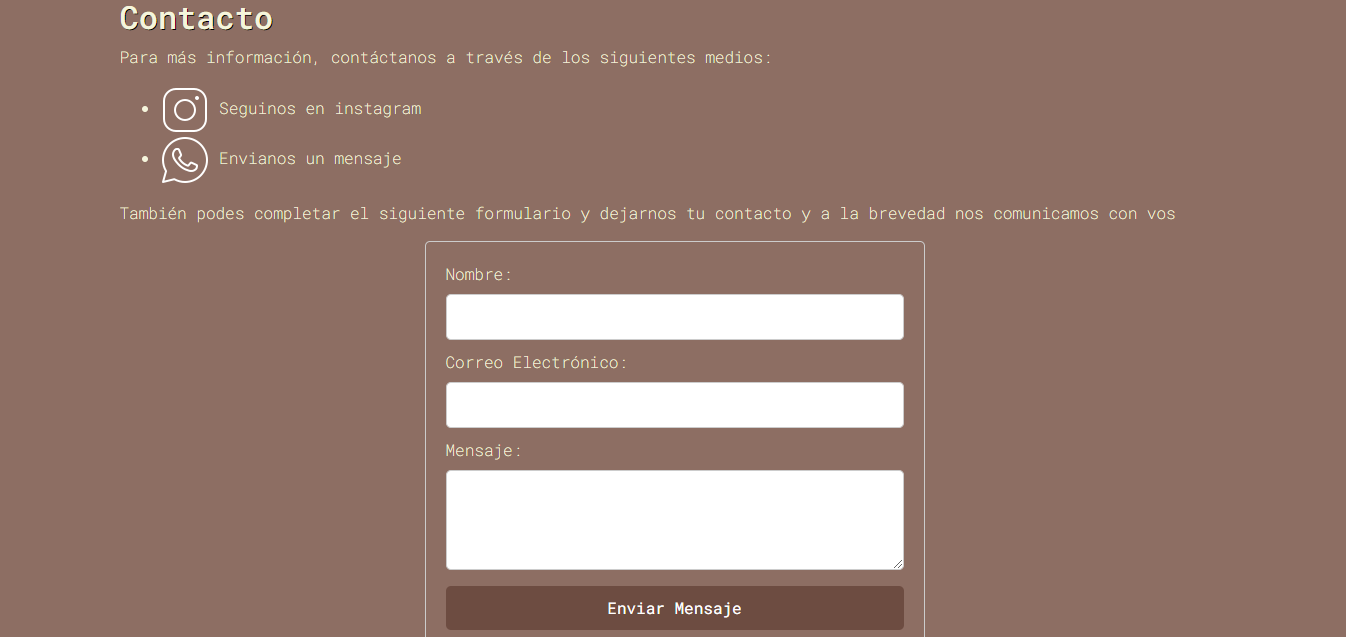 Contacto
Para más información, contáctanos a través de los siguientes medios:
Seguinos en instagram
Envianos un mensaje
También podes completar el siguiente formulario y dejarnos tu contacto y a la brevedad nos comunicamos con vos
Nombre:
Correo Electrónico:
Mensaje:
Enviar Mensaje